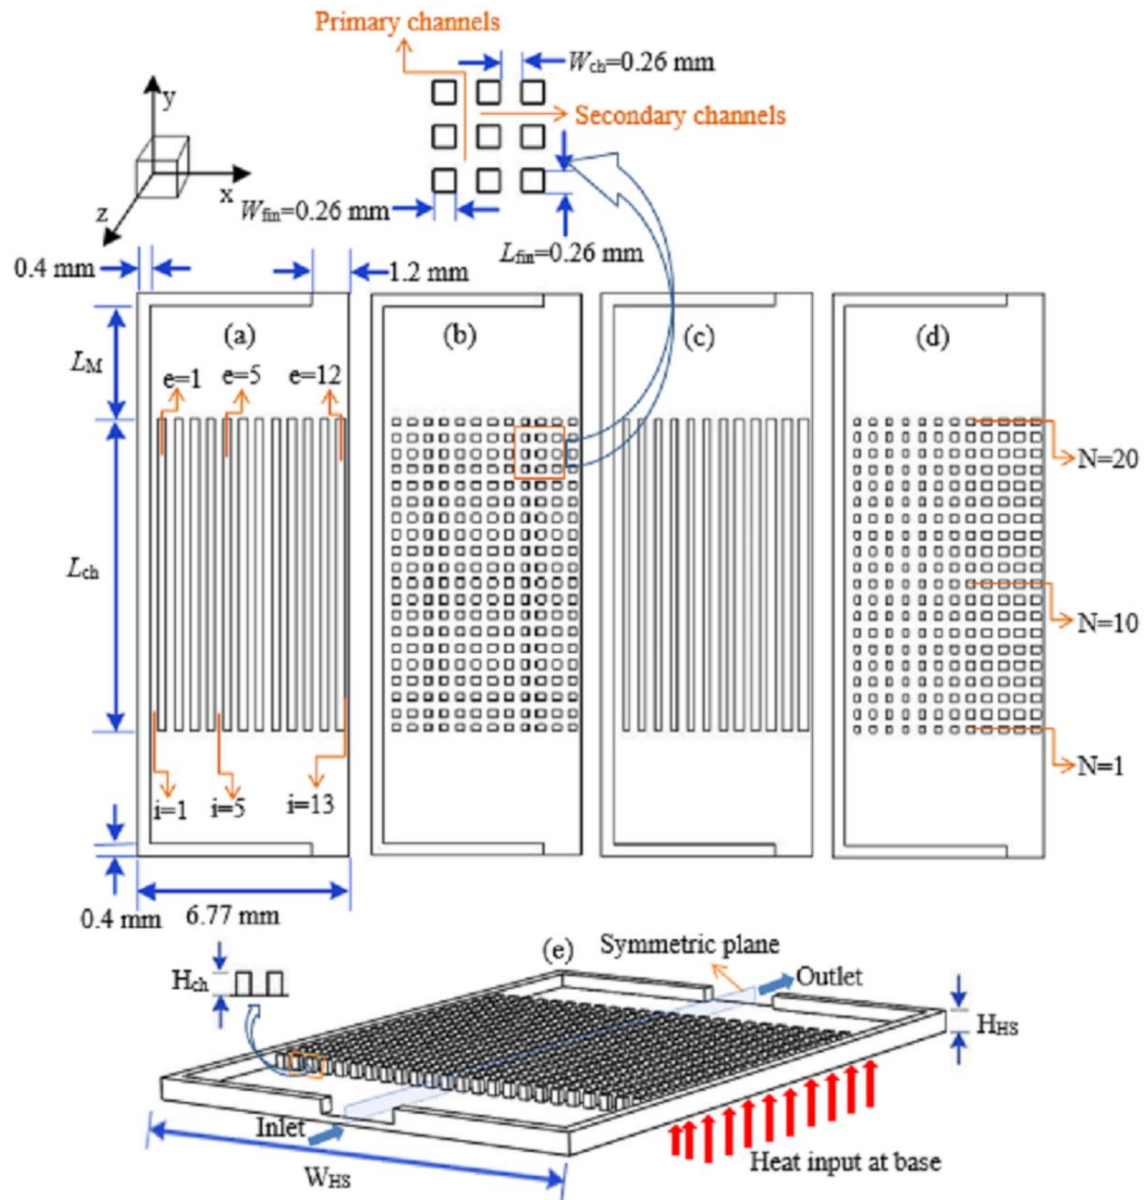 Primary channels
Wch=0.26 mm
Secondary channels
y
x
z
Wfin=0.26 mm
Lfin=0.26 mm
0.4 mm
1.2 mm
(a)
(b)
(c)
(d)
LM
e=1
e=5
e=12
N=20
Lch
N=10
N=1
i=1
i=5
i=13
0.4 mm
6.77 mm
(e)
Symmetric plane
Outlet
Hch
HHS
Inlet
WHS
Heat input at base